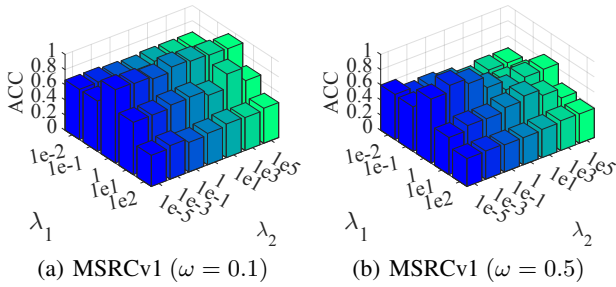 ACC
1
0.8
0.6
0.4
0.2
0
1e-2
1e-1
1
1e1
1e2
λ1
1e-5
1e-3
1e-1
1
1e1
1e3
1e5
λ2
(a) MSRCv1 (ω = 0.1)
ACC
1
0.8
0.6
0.4
0.2
0
1e-2
1e-1
1
1e1
1e2
λ1
1e-5
1e-3
1e-1
1
1e1
1e3
1e5
λ2
(b) MSRCv1 (ω = 0.5)